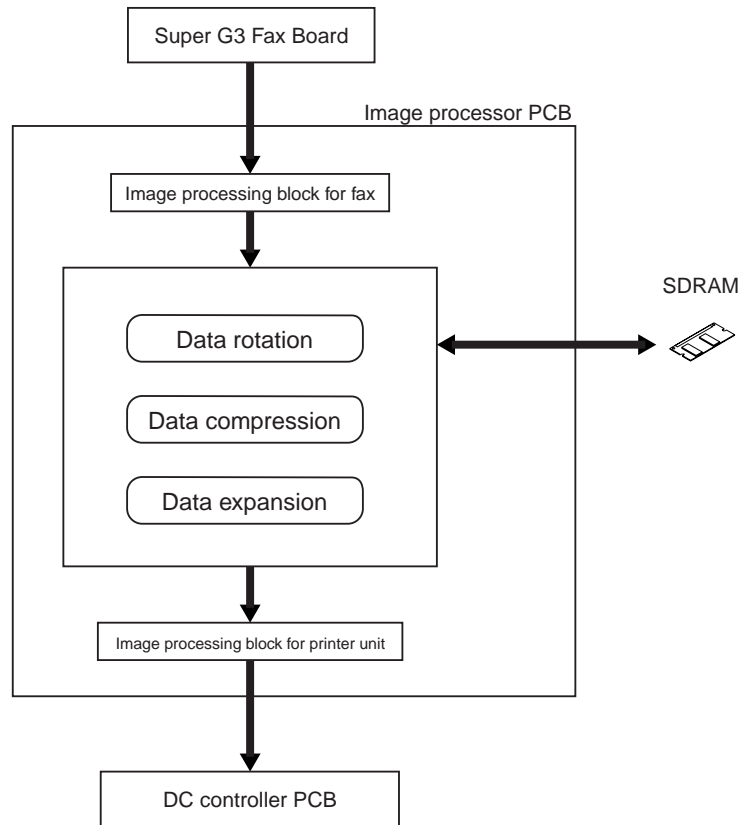 Super G3 Fax Board
Image processor PCB
Image processing block for fax
SDRAM
Data rotation
Data compression
Data expansion
Image processing block for printer unit
DC controller PCB